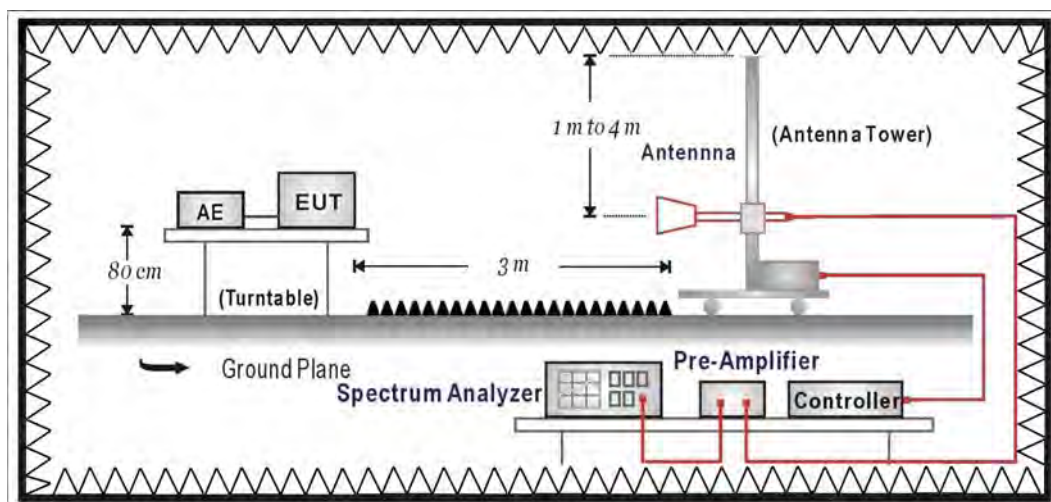 1 m to 4 m
(Antenna Tower)
Antennna
AE
EUT
80 cm
3 m
(Turntable)
Ground Plane
Pre-Amplifier
Spectrum Analyzer
Controller